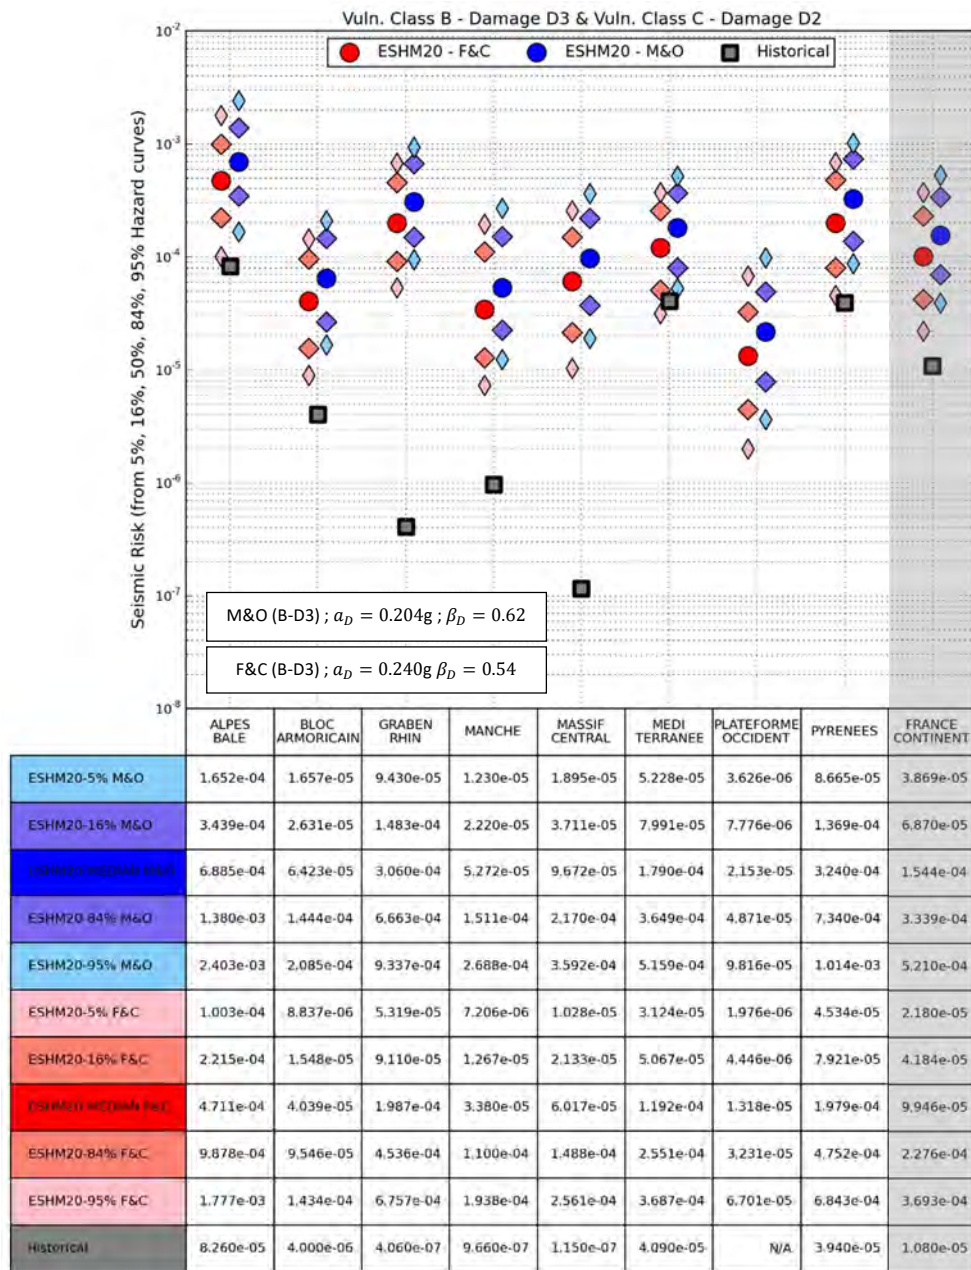 Vuln. Class B - Damage D3 & Vuln. Class C - Damage D2
ESHM20 - F&C ESHM20 - M&O Historical
Seismic Risk (from 5%, 16%, 50%, 84%, 95% Hazard curves)
10^-2
10^-3
10^-4
10^-5
10^-6
10^-7
10^-8
M&O (B-D3) ; a_D = 0.204g ; β_D = 0.62
F&C (B-D3) ; a_D = 0.240g β_D = 0.54
ALPES BLOC GRABEN MANCHE MASSIF MEDI PLATEFORME PYRENEES FRANCE
BALE ARMORICAIN RHIN CENTRAL TERRANEE OCCIDENT CONTINENT
ESHM20-5% M&O 1.652e-04 1.657e-05 9.430e-05 1.230e-05 1.895e-05 5.228e-05 3.626e-06 8.665e-05 3.869e-05
ESHM20-16% M&O 3.439e-04 2.631e-05 1.483e-04 2.220e-05 3.711e-05 7.991e-05 7.776e-06 1.369e-04 6.870e-05
ESHM20-MEDIAN M&O 6.885e-04 6.423e-05 3.060e-04 5.272e-05 9.672e-05 1.790e-04 2.153e-05 3.240e-04 1.544e-04
ESHM20-84% M&O 1.380e-03 1.444e-04 6.663e-04 1.511e-04 2.170e-04 3.649e-04 4.871e-05 7.340e-04 3.339e-04
ESHM20-95% M&O 2.403e-03 2.085e-04 9.337e-04 2.688e-04 3.592e-04 5.159e-04 9.816e-05 1.014e-03 5.210e-04
ESHM20-5% F&C 1.003e-04 8.837e-06 5.319e-05 7.206e-06 1.028e-05 3.124e-05 1.976e-06 4.534e-05 2.180e-05
ESHM20-16% F&C 2.215e-04 1.548e-05 9.110e-05 1.267e-05 2.133e-05 5.067e-05 4.446e-06 7.921e-05 4.184e-05
ESHM20-MEDIAN F&C 4.711e-04 4.039e-05 1.987e-04 3.380e-05 6.017e-05 1.192e-04 1.318e-05 1.979e-04 9.946e-05
ESHM20-84% F&C 9.878e-04 9.546e-05 4.536e-04 1.100e-04 1.488e-04 2.551e-04 3.231e-05 4.752e-04 2.276e-04
ESHM20-95% F&C 1.777e-03 1.434e-04 6.757e-04 1.938e-04 2.561e-04 3.687e-04 6.701e-05 6.843e-04 3.693e-04
Historical 8.260e-05 4.000e-06 4.060e-07 9.660e-07 1.150e-07 4.090e-05 N/A 3.940e-05 1.080e-05